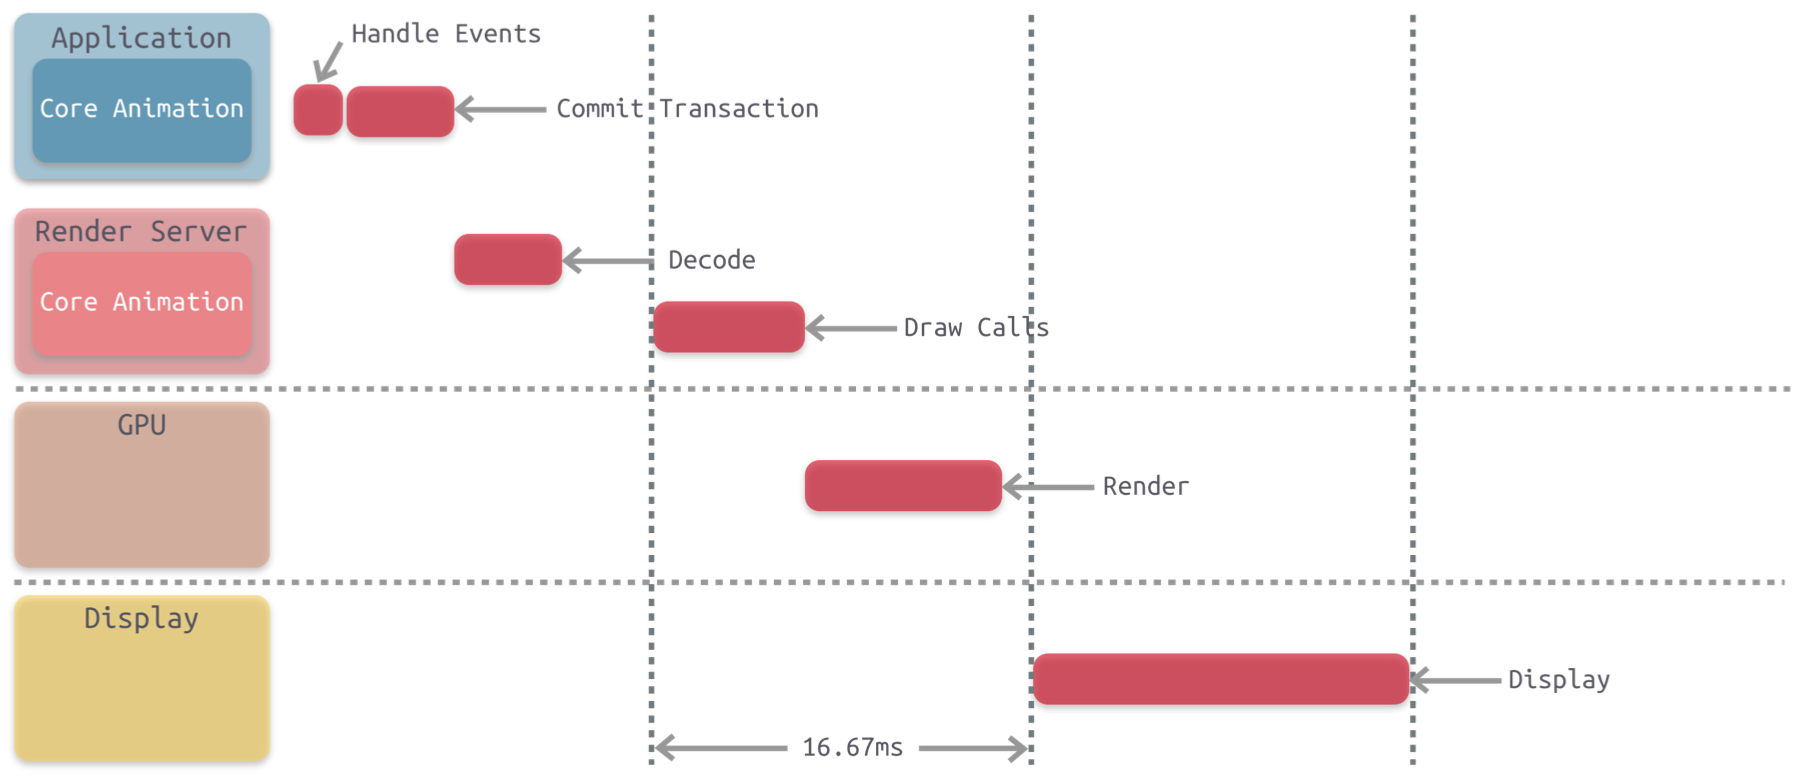 Application
Core Animation
Handle Events
Commit Transaction
Render Server
Core Animation
Decode
Draw Calls
GPU
Render
Display
Display
16.67ms